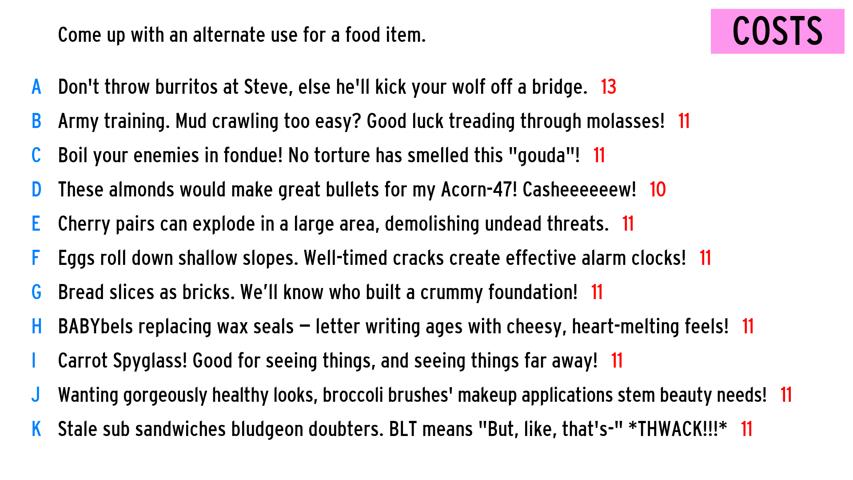 Come up with an alternate use for a food item.
COSTS
A Don't throw burritos at Steve, else he'll kick your wolf off a bridge. 13
B Army training. Mud crawling too easy? Good luck treading through molasses! 11
C Boil your enemies in fondue! No torture has smelled this "gouda"! 11
D These almonds would make great bullets for my Acorn-47! Casheeeeeew! 10
E Cherry pairs can explode in a large area, demolishing undead threats. 11
F Eggs roll down shallow slopes. Well-timed cracks create effective alarm clocks! 11
G Bread slices as bricks. We’ll know who built a crummy foundation! 11
H BABYbels replacing wax seals – letter writing ages with cheesy, heart-melting feels! 11
I Carrot Spyglass! Good for seeing things, and seeing things far away! 11
J Wanting gorgeously healthy looks, broccoli brushes' makeup applications stem beauty needs! 11
K Stale sub sandwiches bludgeon doubters. BLT means "But, like, that's-" *THWACK!!!* 11